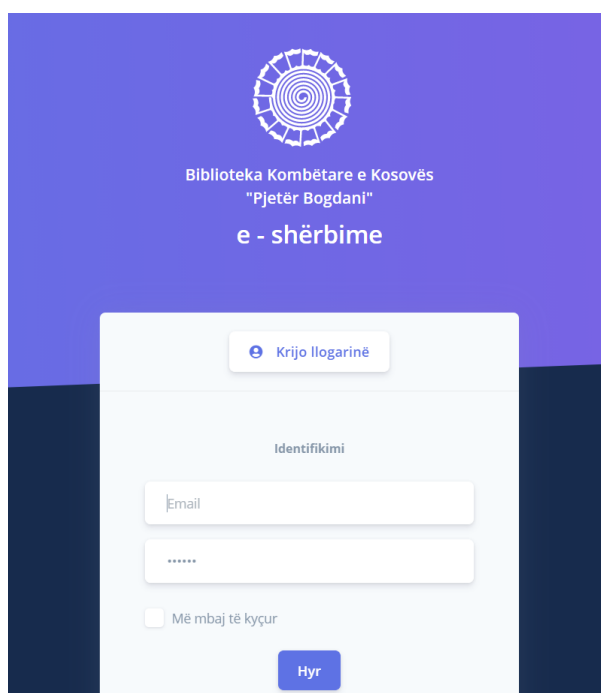 Biblioteka Kombëtare e Kosovës
"Pjetër Bogdani"
e - shërbime
Krijo llogarinë
Identifikimi
Email
••••••
Më mbaj të kyçur
Hyr